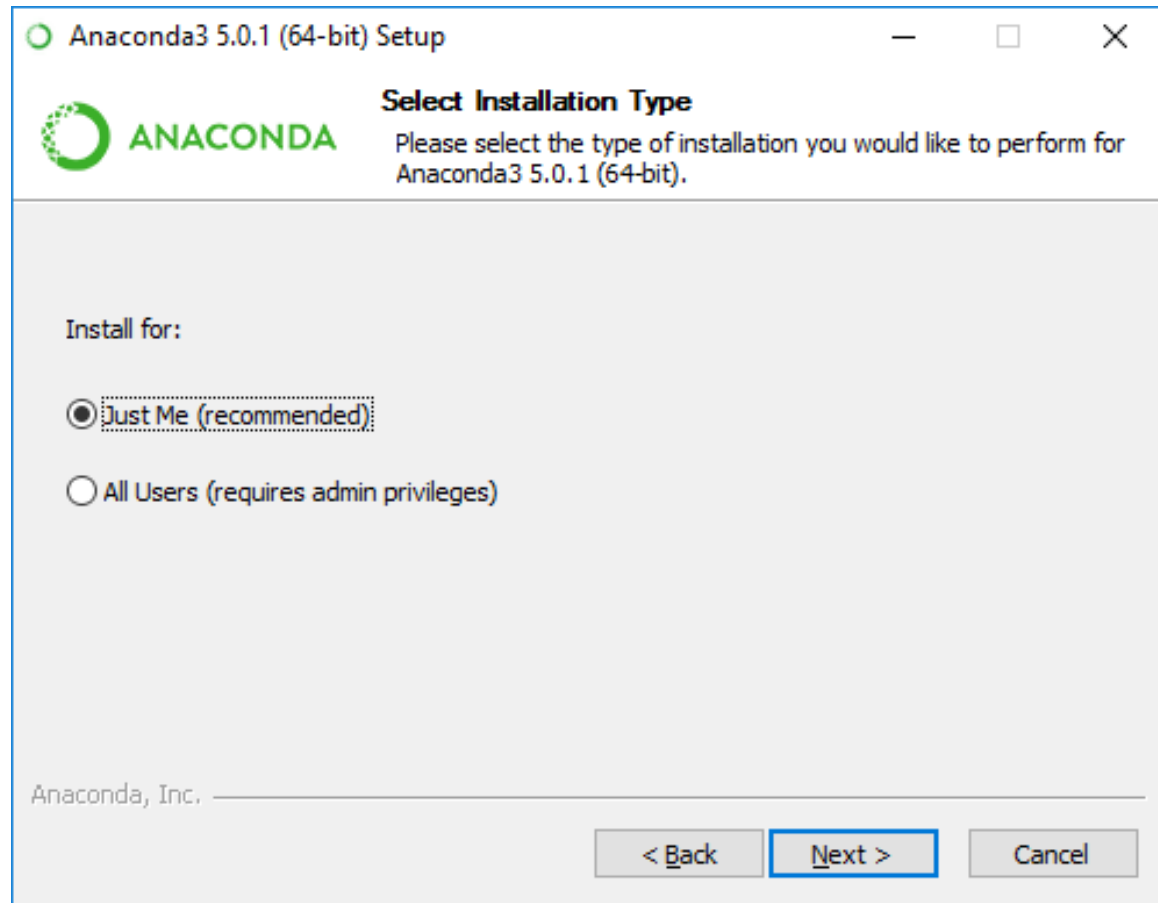 Anaconda3 5.0.1 (64-bit) Setup
ANACONDA
Select Installation Type
Please select the type of installation you would like to perform for
Anaconda3 5.0.1 (64-bit).
Install for:
Just Me (recommended)
All Users (requires admin privileges)
Anaconda, Inc.
< Back
Next >
Cancel